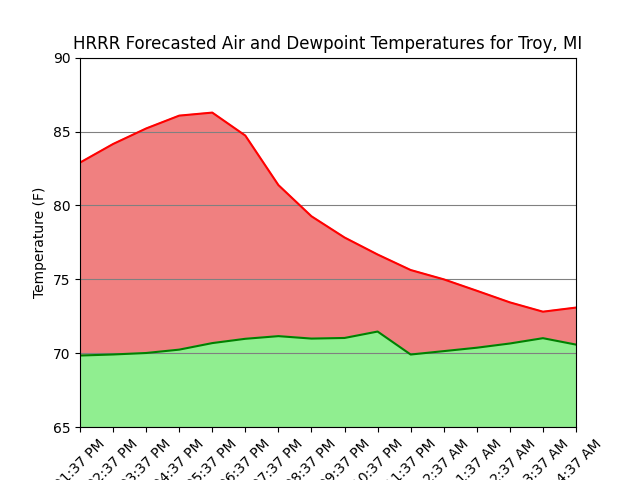 HRRR Forecasted Air and Dewpoint Temperatures for Troy, MI
Temperature (F)
90
85
80
75
70
65
1:37 PM
2:37 PM
3:37 PM
4:37 PM
5:37 PM
6:37 PM
7:37 PM
8:37 PM
9:37 PM
0:37 PM
1:37 PM
2:37 AM
1:37 AM
2:37 AM
3:37 AM
4:37 AM